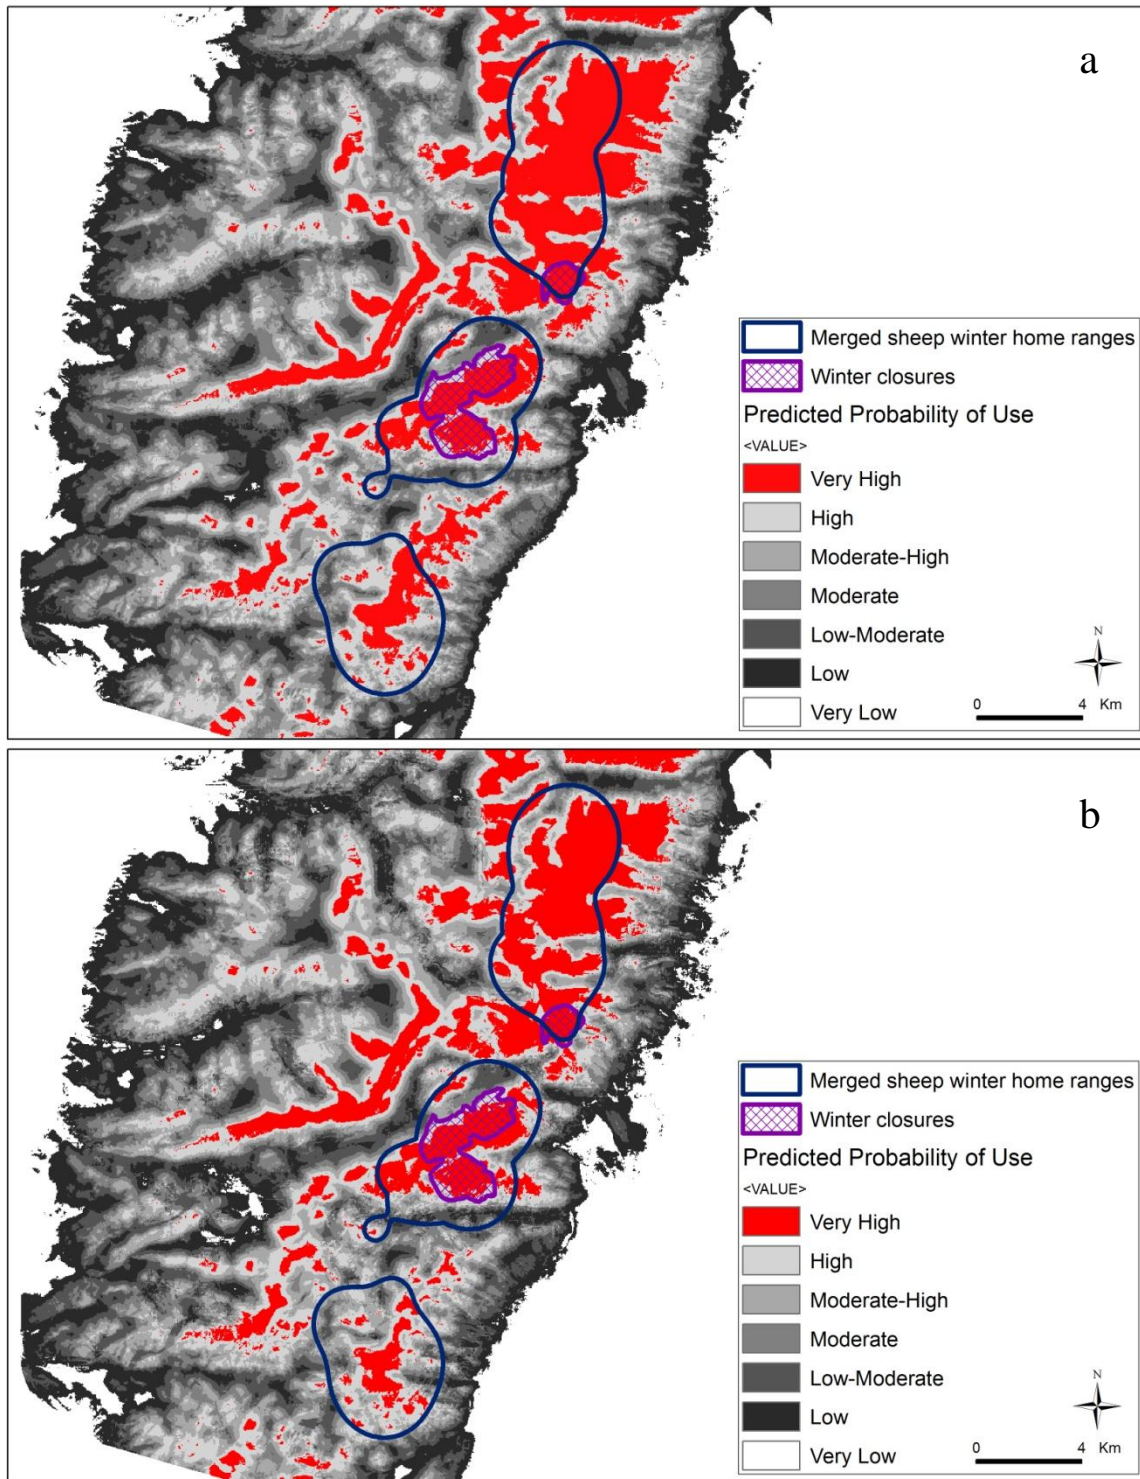 a
Merged sheep winter home ranges
Winter closures
Predicted Probability of Use
<VALUE>
Very High
High
Moderate-High
Moderate
Low-Moderate
Low
Very Low
N
0 4 Km
b
Merged sheep winter home ranges
Winter closures
Predicted Probability of Use
<VALUE>
Very High
High
Moderate-High
Moderate
Low-Moderate
Low
Very Low
N
0 4 Km